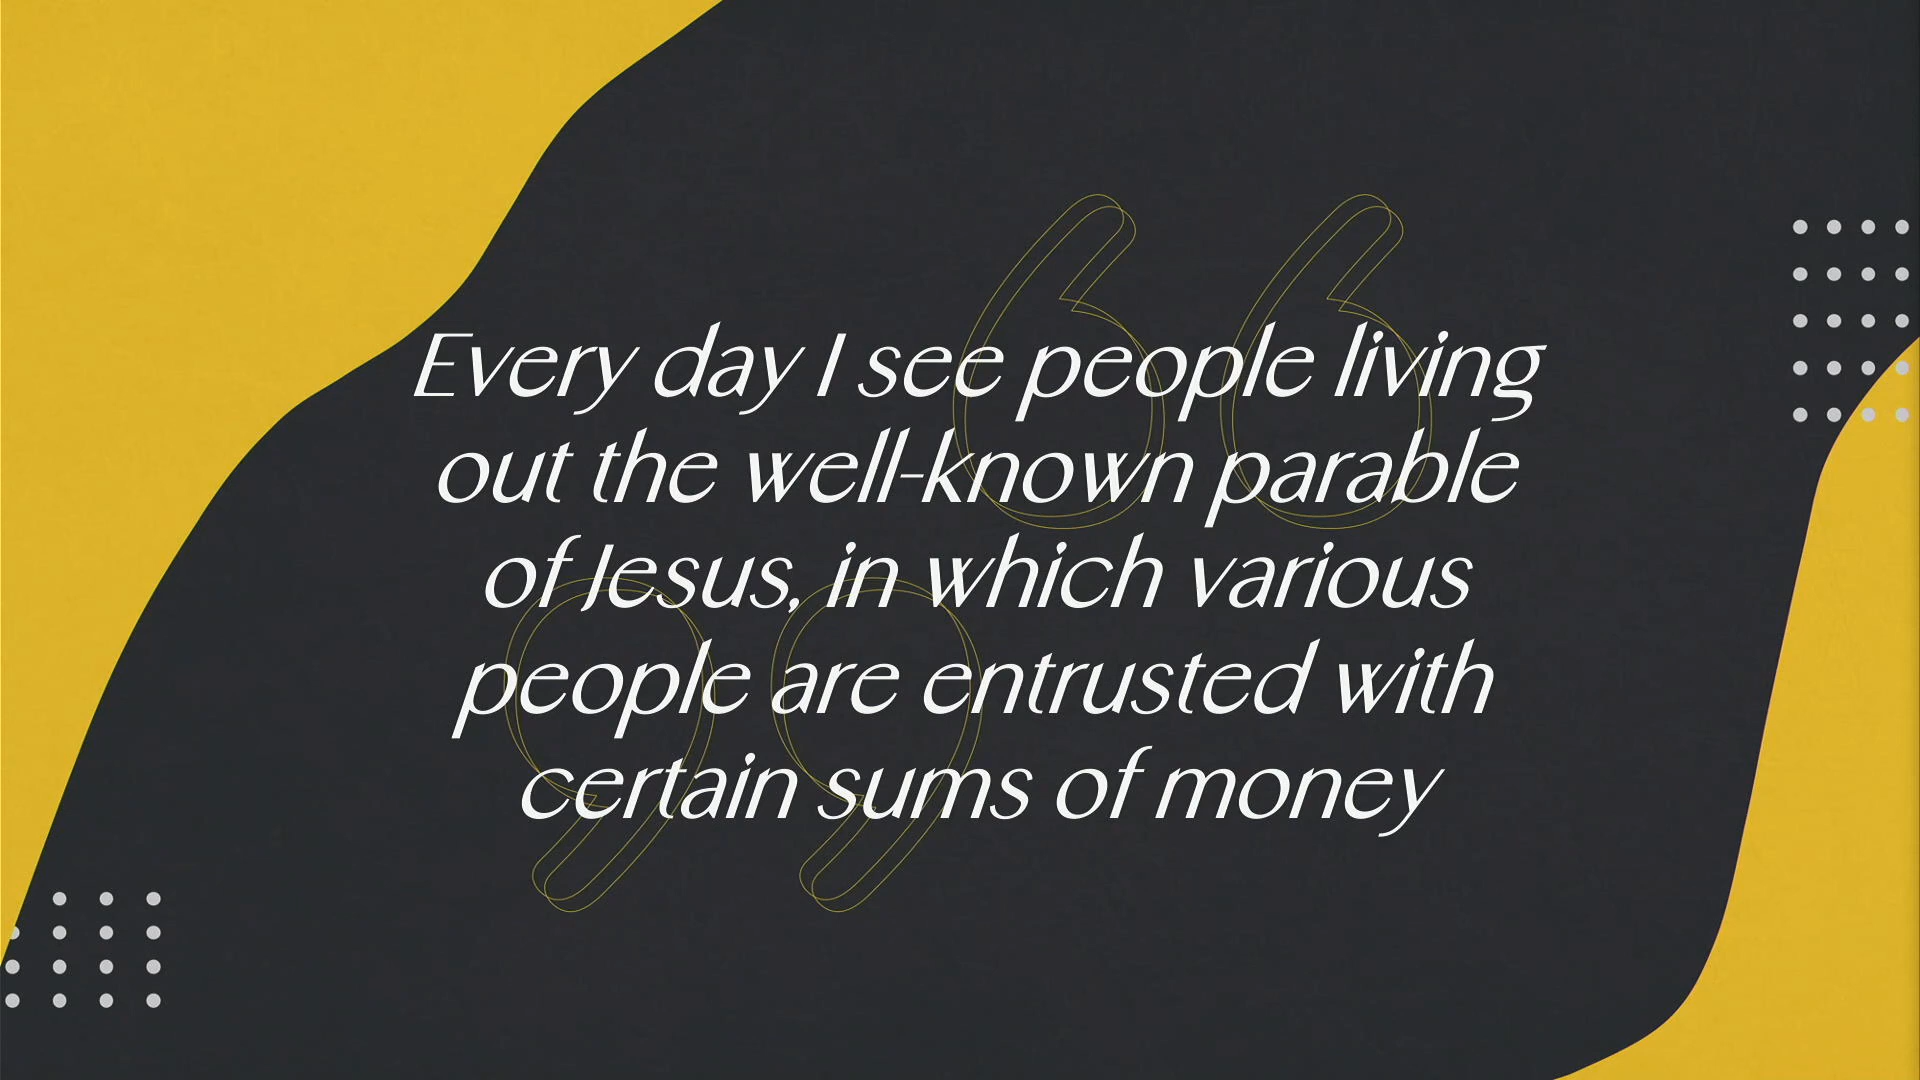 Every day I see people living
out the well-known parable
of Jesus, in which various
people are entrusted with
certain sums of money